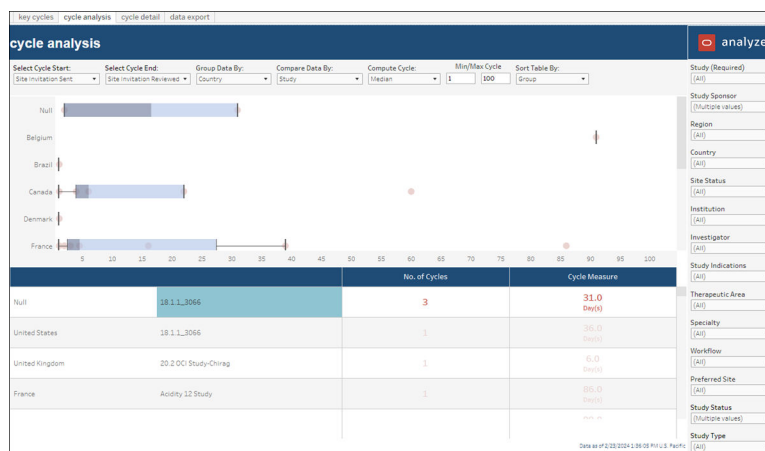 key cycles cycle analysis cycle detail data export
cycle analysis
analyze
Select Cycle Start: Select Cycle End: Group Data By: Compare Data By: Compute Cycle: Min/Max Cycle Sort Table By:
Site Invitation Sent Site Invitation Reviewed Country Study Median 1 100 Group
Null
Belgium
Brazil
Canada
Denmark
France
5 10 15 20 25 30 35 40 45 50 55 60 65 70 75 80 85 90 95 100
No. of Cycles Cycle Measure
Null 18.1.1_3066 3 31.0
Day(s)
United States 18.1.1_3066 1 36.0
Day(s)
United Kingdom 20.2 OCI Study-Chirag 1 6.0
Day(s)
France Acidity 12 Study 1 86.0
Day(s)
Data as of 2/23/2024 1:36:05 PM U.S. Pacific
Study (Required)
(All)
Study Sponsor
(Multiple values)
Region
(All)
Country
(All)
Site Status
(All)
Institution
(All)
Investigator
(All)
Study Indications
(All)
Therapeutic Area
(All)
Specialty
(All)
Workflow
(All)
Preferred Site
(All)
Study Status
(Multiple values)
Study Type
(All)